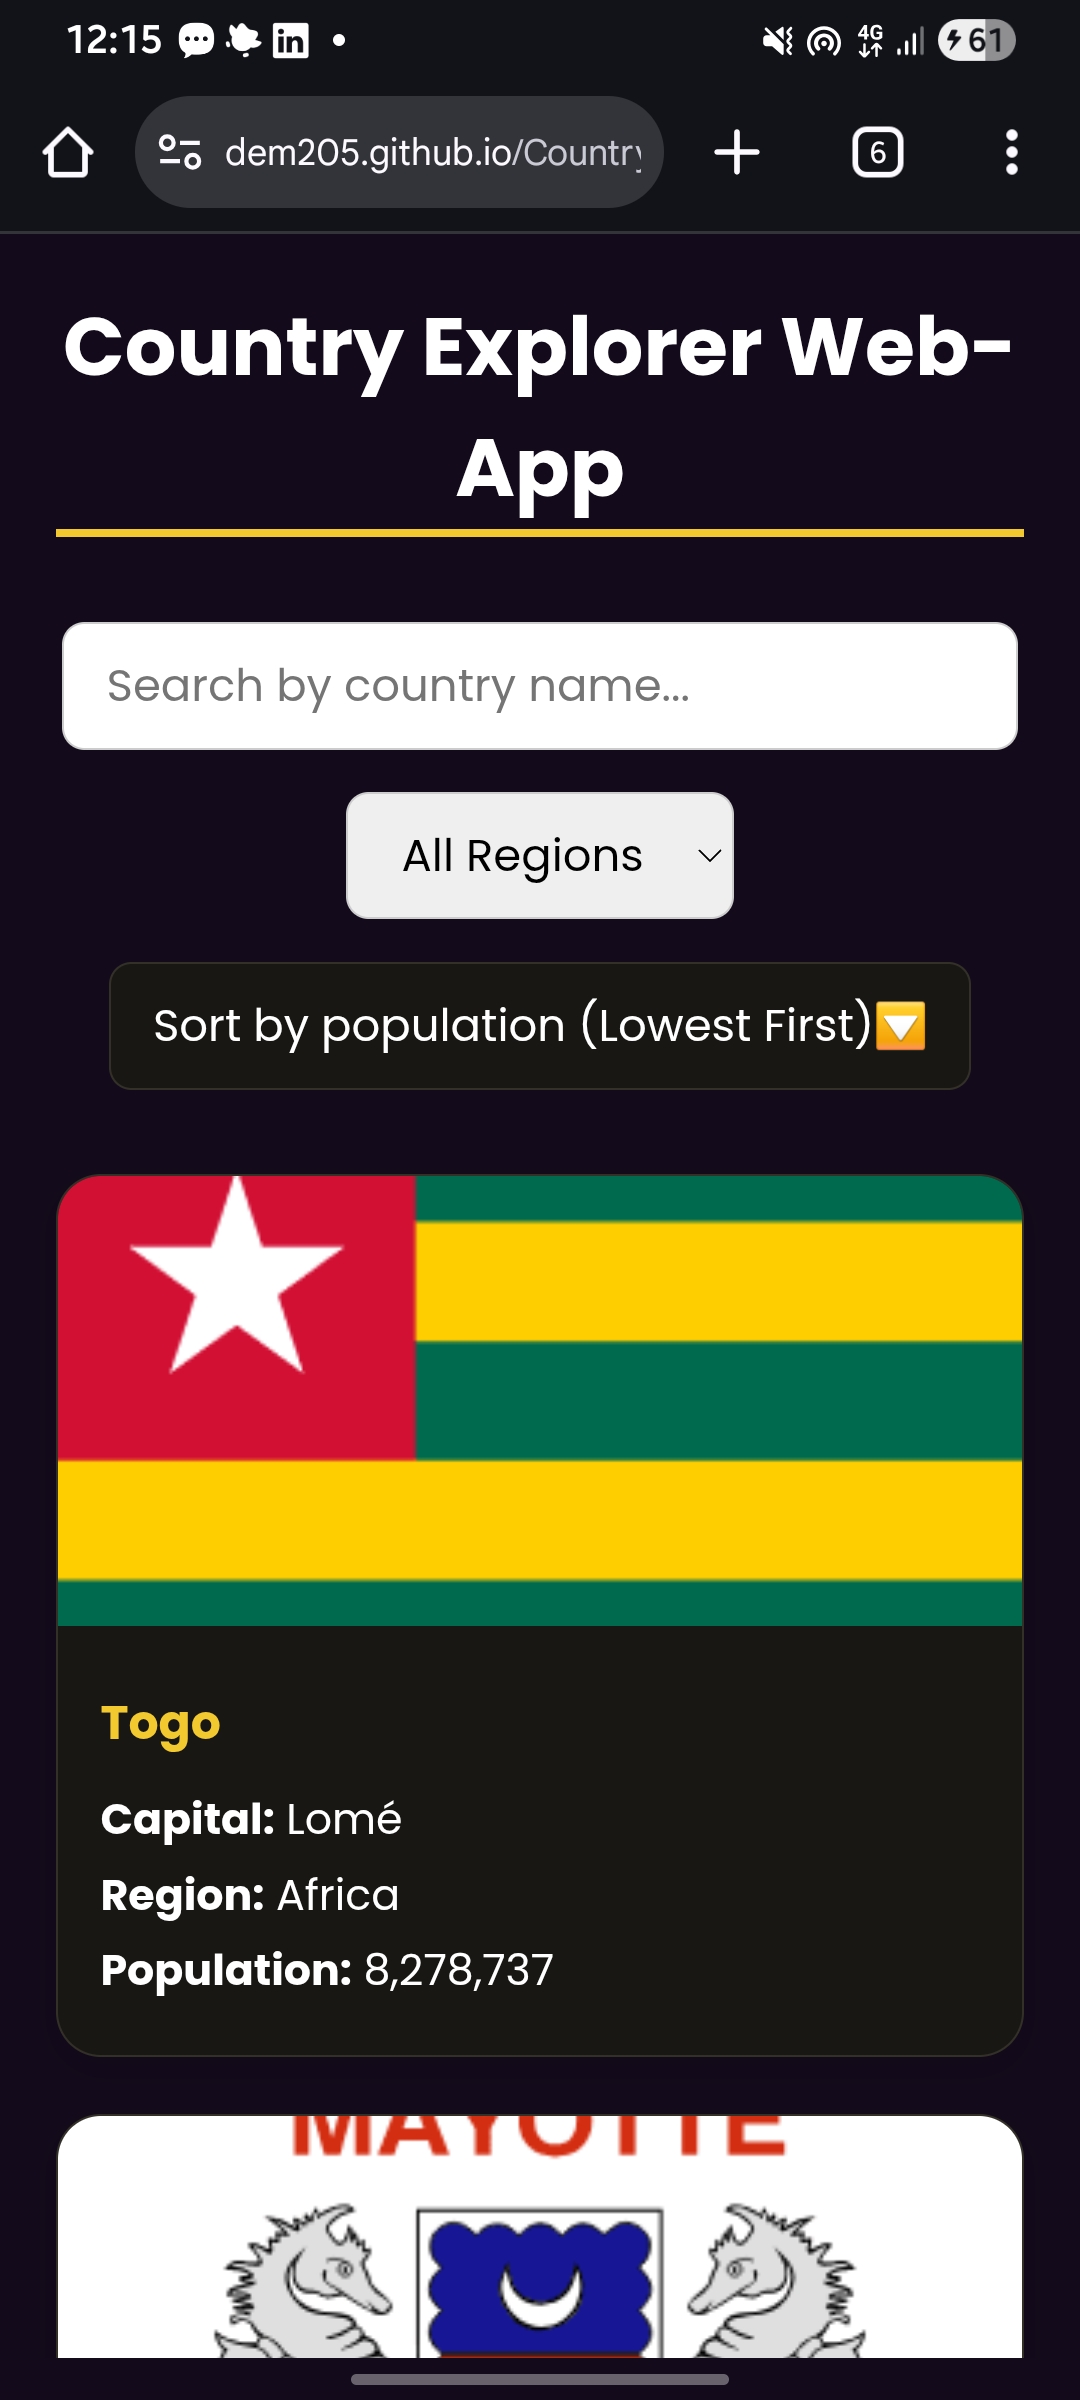 12:15
4G
61
dem205.github.io/Country
6
Country Explorer Web-
App
Search by country name...
All Regions
Sort by population (Lowest First)🔽
Togo
Capital: Lomé
Region: Africa
Population: 8,278,737
MAYOTTE